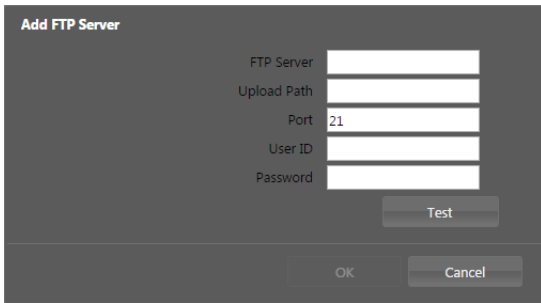 Add FTP Server
FTP Server
Upload Path
Port 21
User ID
Password
Test
OK Cancel